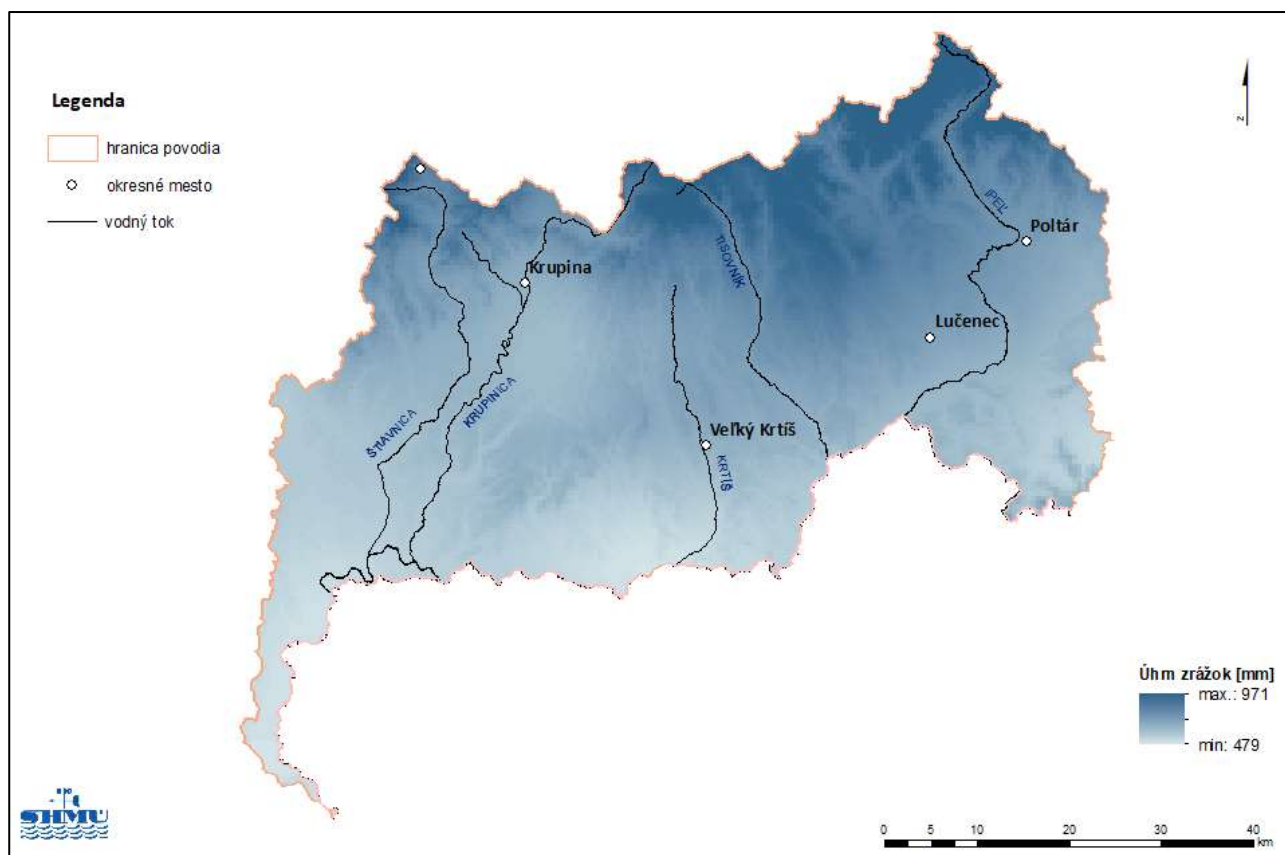 Legenda
hranica povodia
okresné mesto
vodný tok
z
IPEĽ
Poltár
TISOVNÍK
Krupina
Lučenec
KRUPINICA
ŠTIAVNICA
Veľký Krtíš
KRTÍŠ
Úhrn zrážok [mm]
max.: 971
min: 479
SHMÚ
0 5 10 20 30 40
km